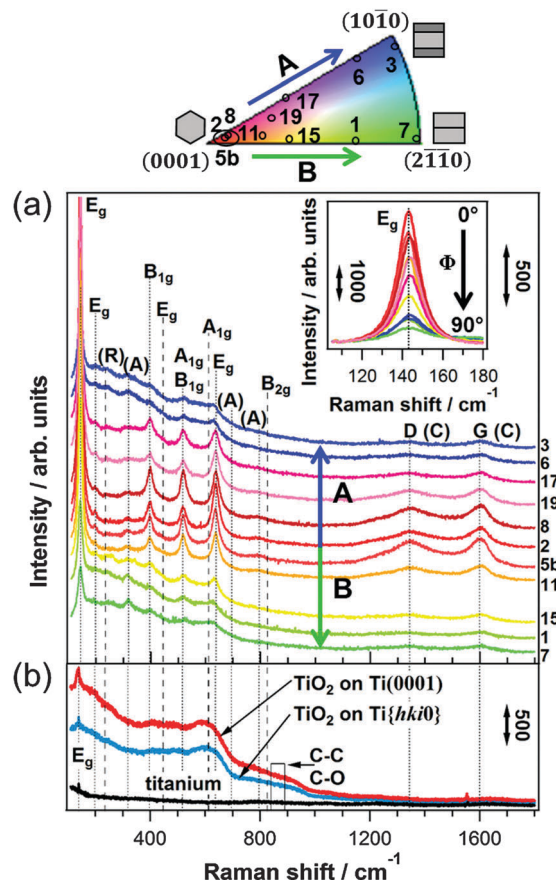 (101̄0)
A
6
3
17
19
2
8
11
15
1
7
5b
(0001)
(21̄1̄0)
B
(a)
Eg
Eg
(R)
(A)
B1g
Eg
A1g
B1g
A1g
Eg
(A)
(A)
B2g
Intensity / arb. units
Intensity / arb. units
1000
Eg
0°
Φ
90°
500
120 140 160 180
Raman shift / cm-1
D (C)
G (C)
A
B
3
6
17
19
8
2
5b
11
15
1
7
(b)
TiO2 on Ti(0001)
TiO2 on Ti{hki0}
500
Eg
titanium
C-C
C-O
400 800 1200 1600
Raman shift / cm-1